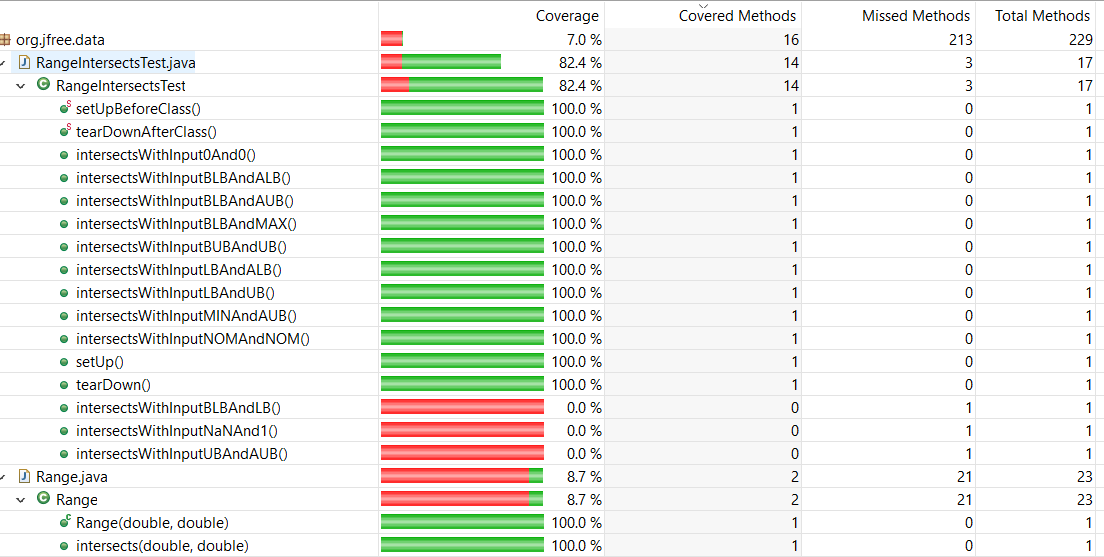 Coverage Covered Methods Missed Methods Total Methods
org.jfree.data 7.0 % 16 213 229
RangeIntersectsTest.java 82.4 % 14 3 17
RangeIntersectsTest 82.4 % 14 3 17
setUpBeforeClass() 100.0 % 1 0 1
tearDownAfterClass() 100.0 % 1 0 1
intersectsWithInput0And0() 100.0 % 1 0 1
intersectsWithInputBLBAndALB() 100.0 % 1 0 1
intersectsWithInputBLBAndAUB() 100.0 % 1 0 1
intersectsWithInputBLBAndMAX() 100.0 % 1 0 1
intersectsWithInputBUBAndUB() 100.0 % 1 0 1
intersectsWithInputLBAndALB() 100.0 % 1 0 1
intersectsWithInputLBAndUB() 100.0 % 1 0 1
intersectsWithInputMINAndAUB() 100.0 % 1 0 1
intersectsWithInputNOMAndNOM() 100.0 % 1 0 1
setUp() 100.0 % 1 0 1
tearDown() 100.0 % 1 0 1
intersectsWithInputBLBAndLB() 0.0 % 0 1 1
intersectsWithInputNaNAnd1() 0.0 % 0 1 1
intersectsWithInputUBAndAUB() 0.0 % 0 1 1
Range.java 8.7 % 2 21 23
Range 8.7 % 2 21 23
Range(double, double) 100.0 % 1 0 1
intersects(double, double) 100.0 % 1 0 1